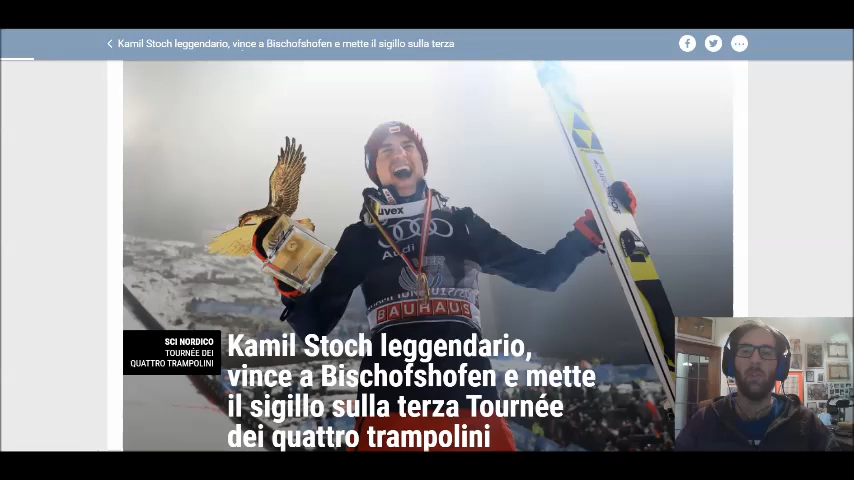 Kamil Stoch leggendario, vince a Bischofshofen e mette il sigillo sulla terza
uvex
Audi
BAUHAUS
SCI NORDICO
TOURNÉE DEI
QUATTRO TRAMPOLINI
Kamil Stoch leggendario,
vince a Bischofshofen e mette
il sigillo sulla terza Tournée
dei quattro trampolini